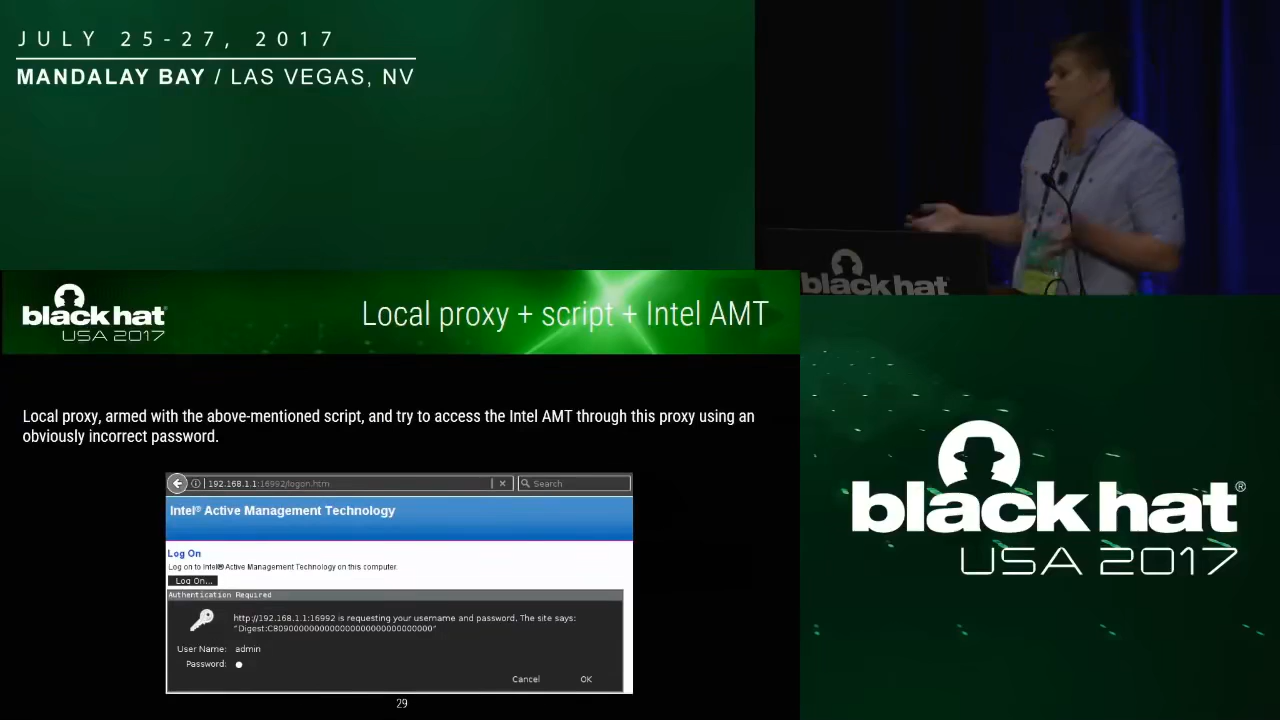 JULY 25-27, 2017
MANDALAY BAY / LAS VEGAS, NV
black hat
black hat
USA 2017
Local proxy + script + Intel AMT
Local proxy, armed with the above-mentioned script, and try to access the Intel AMT through this proxy using an
obviously incorrect password.
192.168.1.1:16992/logon.htm
Search
Intel® Active Management Technology
Log On
Log on to Intel® Active Management Technology on this computer.
Log On...
Authentication Required
http://192.168.1.1:16992 is requesting your username and password. The site says:
"Digest:C8090000000000000000000000000000"
User Name: admin
Password:
Cancel OK
29
black hat®
USA 2017